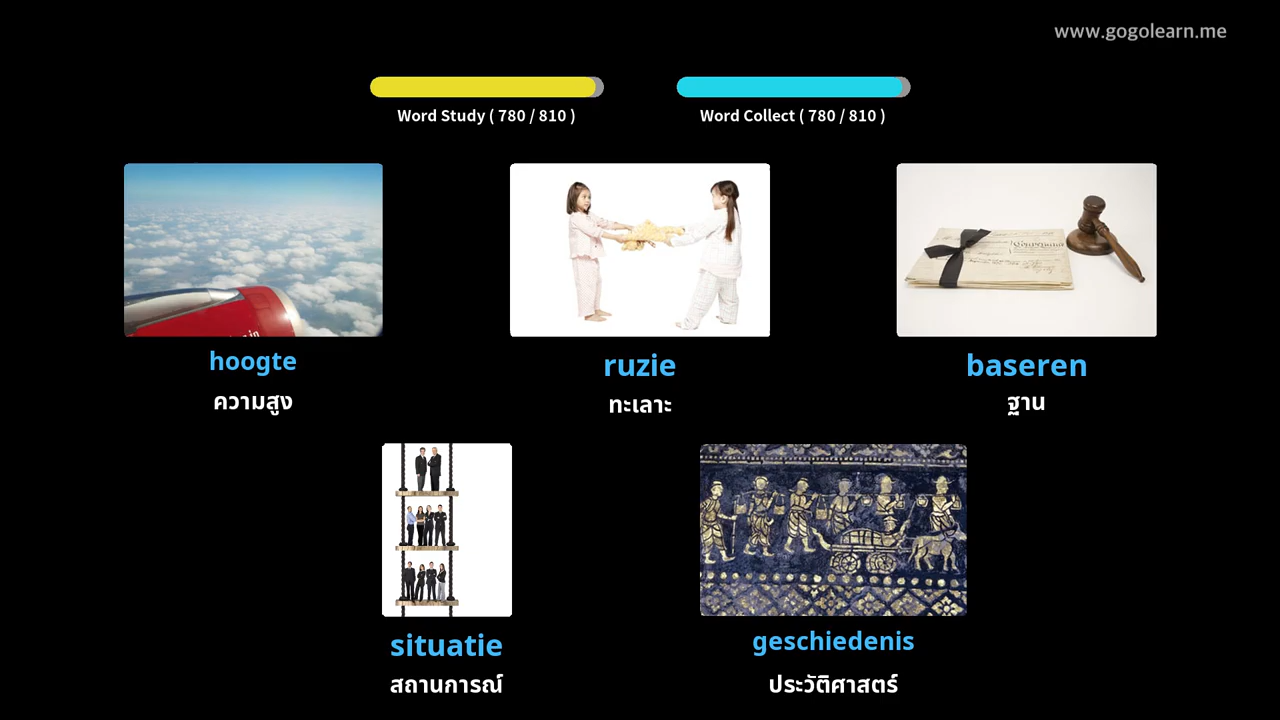 www.gogolearn.me
Word Study ( 780 / 810 )
Word Collect ( 780 / 810 )
hoogte
ความสูง
ruzie
ทะเลาะ
baseren
ฐาน
situatie
สถานการณ์
geschiedenis
ประวัติศาสตร์